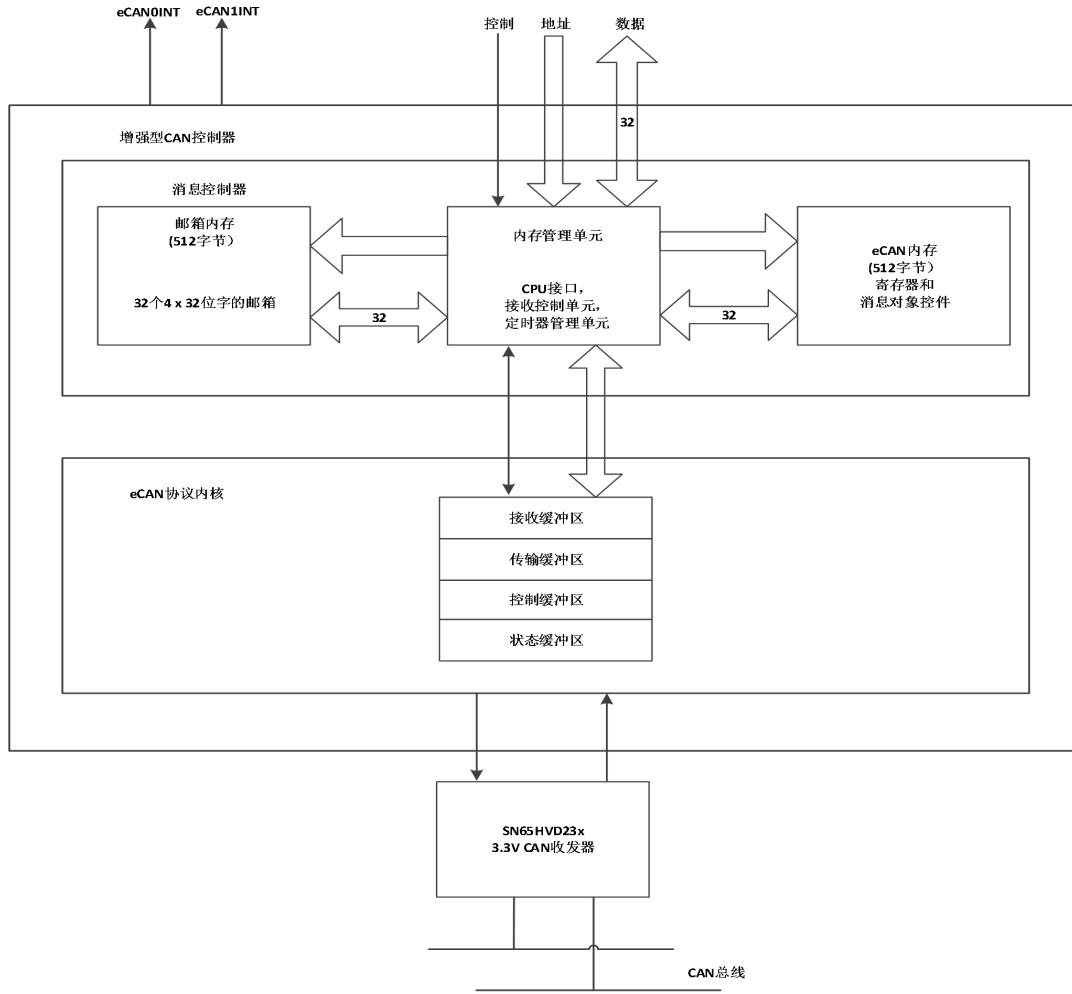 eCAN0INT
eCAN1INT
控制
地址
数据
32
增强型CAN控制器
消息控制器
邮箱内存
(512字节）
32个4 x 32位字的邮箱
32
内存管理单元
CPU接口，
接收控制单元，
定时器管理单元
32
eCAN内存
(512字节）
寄存器和
消息对象控件
eCAN协议内核
接收缓冲区
传输缓冲区
控制缓冲区
状态缓冲区
SN65HVD23x
3.3V CAN收发器
CAN总线